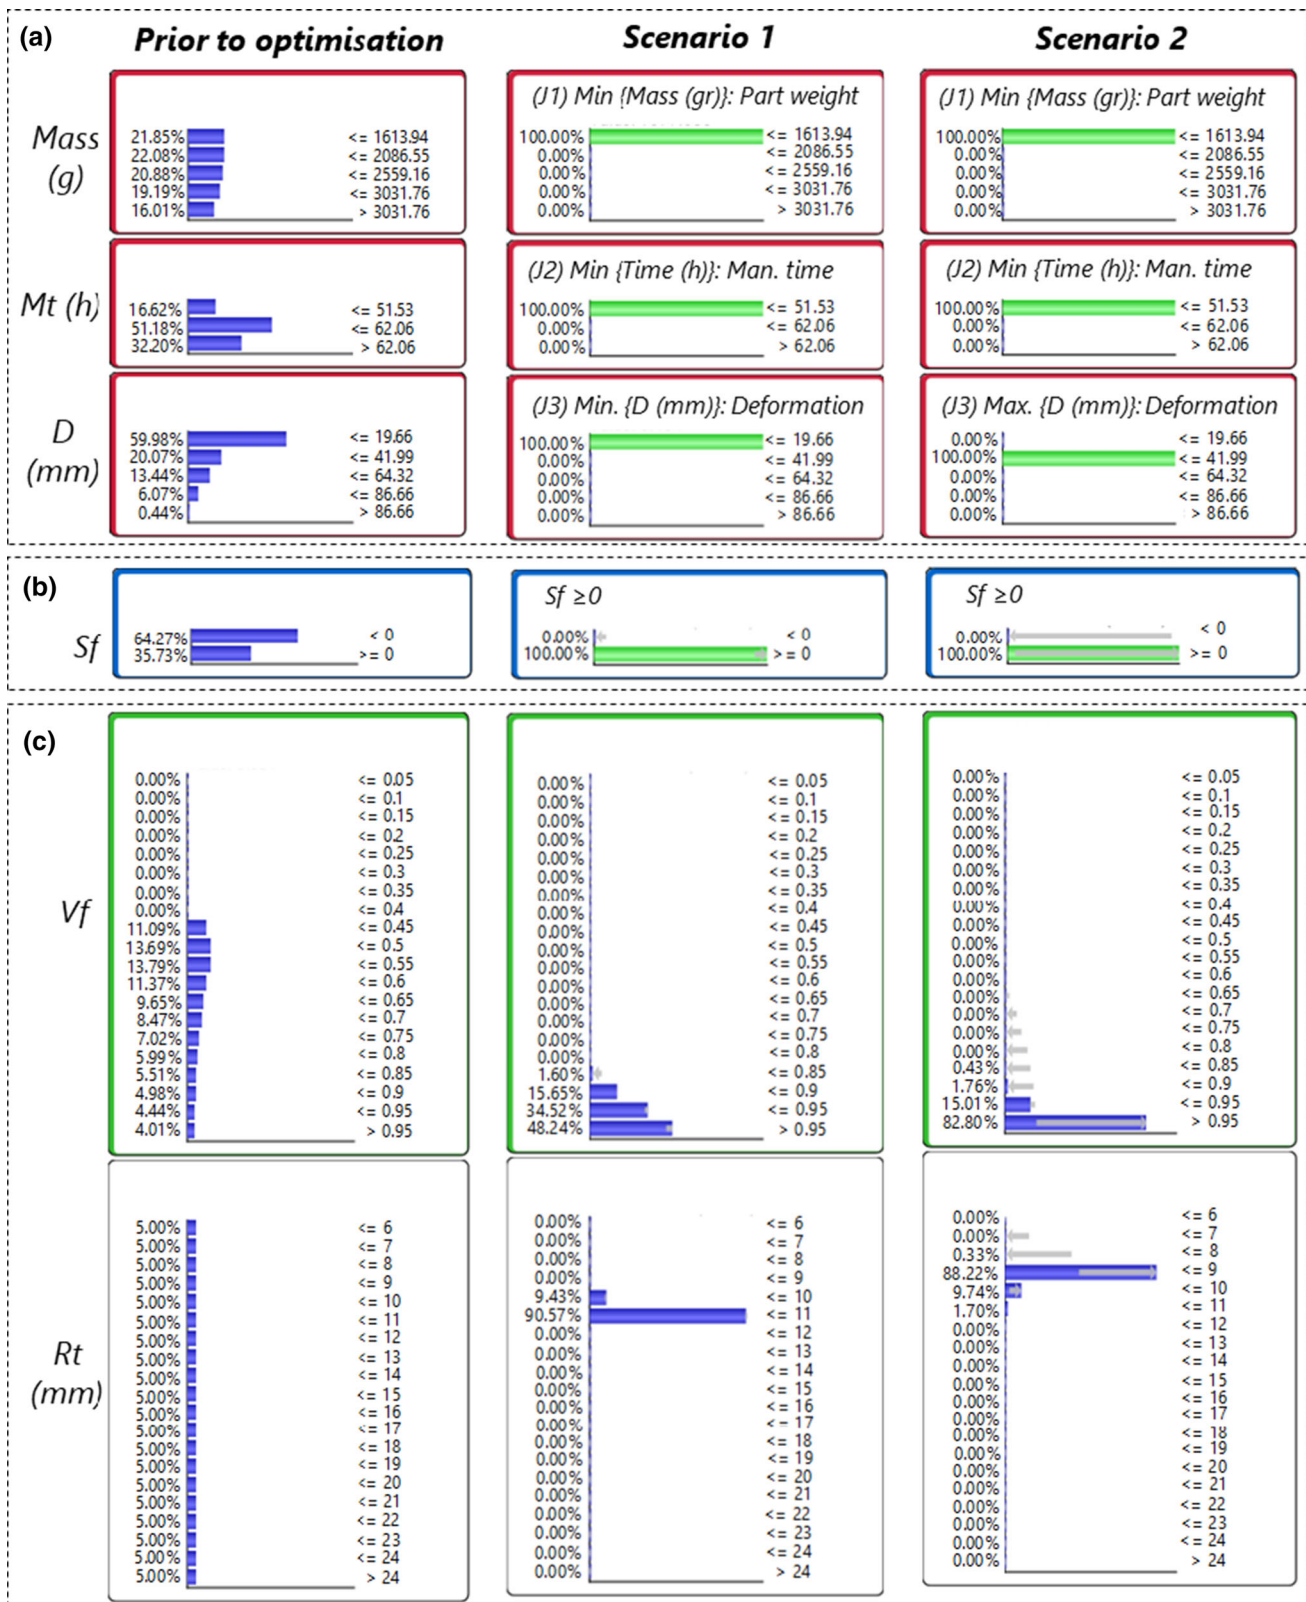 (a) Prior to optimisation Scenario 1 Scenario 2
Mass (g)
21.85% <= 1613.94
22.08% <= 2086.55
20.88% <= 2559.16
19.19% <= 3031.76
16.01% > 3031.76
(J1) Min {Mass (gr)}: Part weight
100.00% <= 1613.94
0.00% <= 2086.55
0.00% <= 2559.16
0.00% <= 3031.76
0.00% > 3031.76
(J1) Min {Mass (gr)}: Part weight
100.00% <= 1613.94
0.00% <= 2086.55
0.00% <= 2559.16
0.00% <= 3031.76
0.00% > 3031.76
Mt (h)
16.62% <= 51.53
51.18% <= 62.06
32.20% > 62.06
(J2) Min {Time (h)}: Man. time
100.00% <= 51.53
0.00% <= 62.06
0.00% > 62.06
(J2) Min {Time (h)}: Man. time
100.00% <= 51.53
0.00% <= 62.06
0.00% > 62.06
D
(mm)
59.98% <= 19.66
20.07% <= 41.99
13.44% <= 64.32
6.07% <= 86.66
0.44% > 86.66
(J3) Min. {D (mm)}: Deformation
100.00% <= 19.66
0.00% <= 41.99
0.00% <= 64.32
0.00% <= 86.66
0.00% > 86.66
(J3) Max. {D (mm)}: Deformation
0.00% <= 19.66
100.00% <= 41.99
0.00% <= 64.32
0.00% <= 86.66
0.00% > 86.66
(b)
Sf
64.27% < 0
35.73% >= 0
Sf ≥0
0.00% < 0
100.00% >= 0
Sf ≥0
0.00% < 0
100.00% >= 0
(c)
Vf
0.00% <= 0.05
0.00% <= 0.1
0.00% <= 0.15
0.00% <= 0.2
0.00% <= 0.25
0.00% <= 0.3
0.00% <= 0.35
0.00% <= 0.4
11.09% <= 0.45
13.69% <= 0.5
13.79% <= 0.55
11.37% <= 0.6
9.65% <= 0.65
8.47% <= 0.7
7.02% <= 0.75
5.99% <= 0.8
5.51% <= 0.85
4.98% <= 0.9
4.44% <= 0.95
4.01% > 0.95
0.00% <= 0.05
0.00% <= 0.1
0.00% <= 0.15
0.00% <= 0.2
0.00% <= 0.25
0.00% <= 0.3
0.00% <= 0.35
0.00% <= 0.4
0.00% <= 0.45
0.00% <= 0.5
0.00% <= 0.55
0.00% <= 0.6
0.00% <= 0.65
0.00% <= 0.7
0.00% <= 0.75
0.00% <= 0.8
1.60% <= 0.85
15.65% <= 0.9
34.52% <= 0.95
48.24% > 0.95
0.00% <= 0.05
0.00% <= 0.1
0.00% <= 0.15
0.00% <= 0.2
0.00% <= 0.25
0.00% <= 0.3
0.00% <= 0.35
0.00% <= 0.4
0.00% <= 0.45
0.00% <= 0.5
0.00% <= 0.55
0.00% <= 0.6
0.00% <= 0.65
0.00% <= 0.7
0.00% <= 0.75
0.00% <= 0.8
0.43% <= 0.85
1.76% <= 0.9
15.01% <= 0.95
82.80% > 0.95
Rt
(mm)
5.00% <= 6
5.00% <= 7
5.00% <= 8
5.00% <= 9
5.00% <= 10
5.00% <= 11
5.00% <= 12
5.00% <= 13
5.00% <= 14
5.00% <= 15
5.00% <= 16
5.00% <= 17
5.00% <= 18
5.00% <= 19
5.00% <= 20
5.00% <= 21
5.00% <= 22
5.00% <= 23
5.00% <= 24
5.00% > 24
0.00% <= 6
0.00% <= 7
0.00% <= 8
0.00% <= 9
9.43% <= 10
90.57% <= 11
0.00% <= 12
0.00% <= 13
0.00% <= 14
0.00% <= 15
0.00% <= 16
0.00% <= 17
0.00% <= 18
0.00% <= 19
0.00% <= 20
0.00% <= 21
0.00% <= 22
0.00% <= 23
0.00% <= 24
0.00% > 24
0.00% <= 6
0.00% <= 7
0.33% <= 8
88.22% <= 9
9.74% <= 10
1.70% <= 11
0.00% <= 12
0.00% <= 13
0.00% <= 14
0.00% <= 15
0.00% <= 16
0.00% <= 17
0.00% <= 18
0.00% <= 19
0.00% <= 20
0.00% <= 21
0.00% <= 22
0.00% <= 23
0.00% <= 24
0.00% > 24